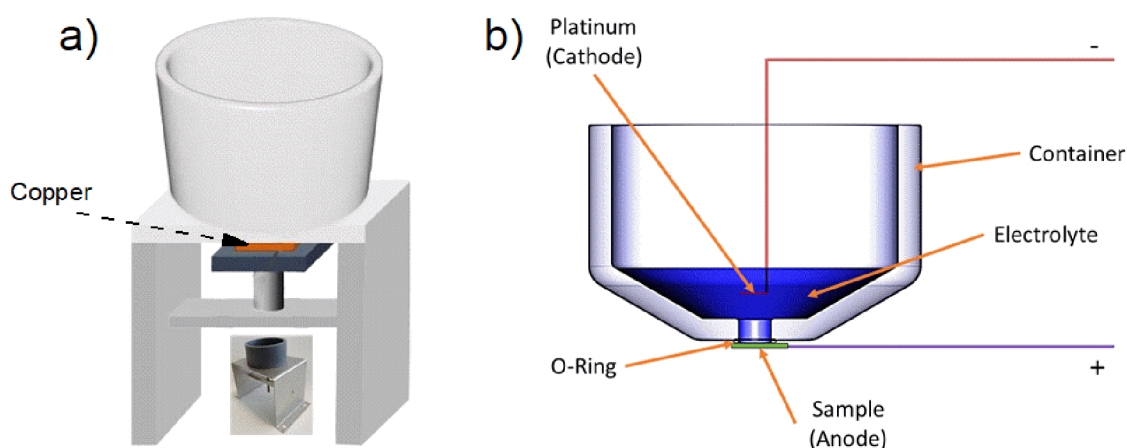 a)
Copper
b)
Platinum
(Cathode)
-
Container
Electrolyte
O-Ring
+
Sample
(Anode)